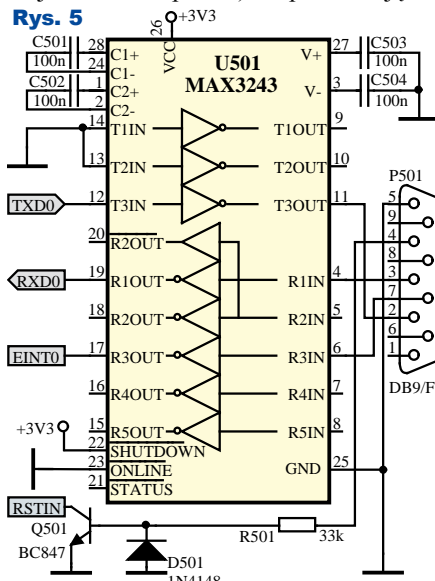 Rys. 5
+3V3
26
VCC
U501
MAX3243
C501
100n
C502
100n
28
24
1
2
14
13
12
20
19
18
17
16
15
22
23
21
C1+
C1-
C2+
C2-
T1IN
T2IN
T3IN
R2OUT
R1OUT
R2OUT
R3OUT
R4OUT
R5OUT
SHUTDOWN
ONLINE
STATUS
V+
V-
T1OUT
T2OUT
T3OUT
R1IN
R2IN
R3IN
R4IN
R5IN
GND
27
3
9
10
11
4
5
6
7
8
25
C503
100n
C504
100n
P501
5
9
4
8
3
7
2
6
1
DB9/F
TXD0
RXD0
EINT0
+3V3
RSTIN
Q501
BC847
D501
1N4148
R501
33k